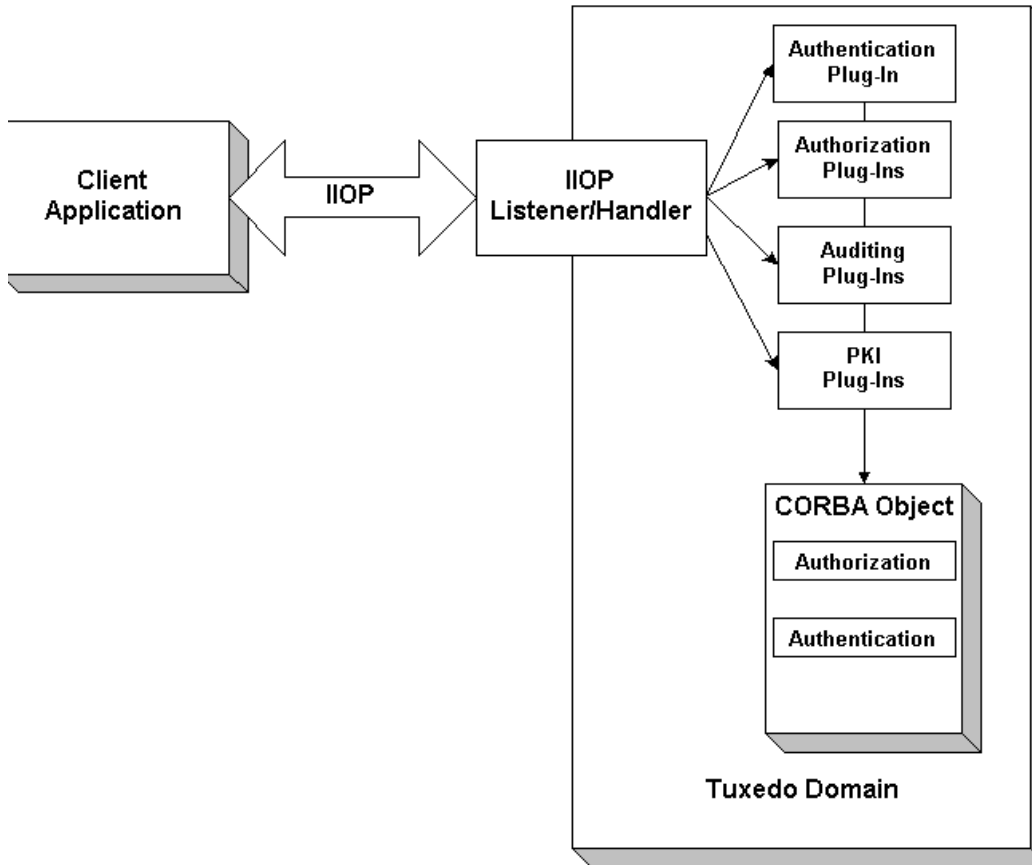 Authentication
Plug-In
Authorization
Plug-Ins
Client
Application
IIOP
IIOP
Listener/Handler
Auditing
Plug-Ins
PKI
Plug-Ins
CORBA Object
Authorization
Authentication
Tuxedo Domain